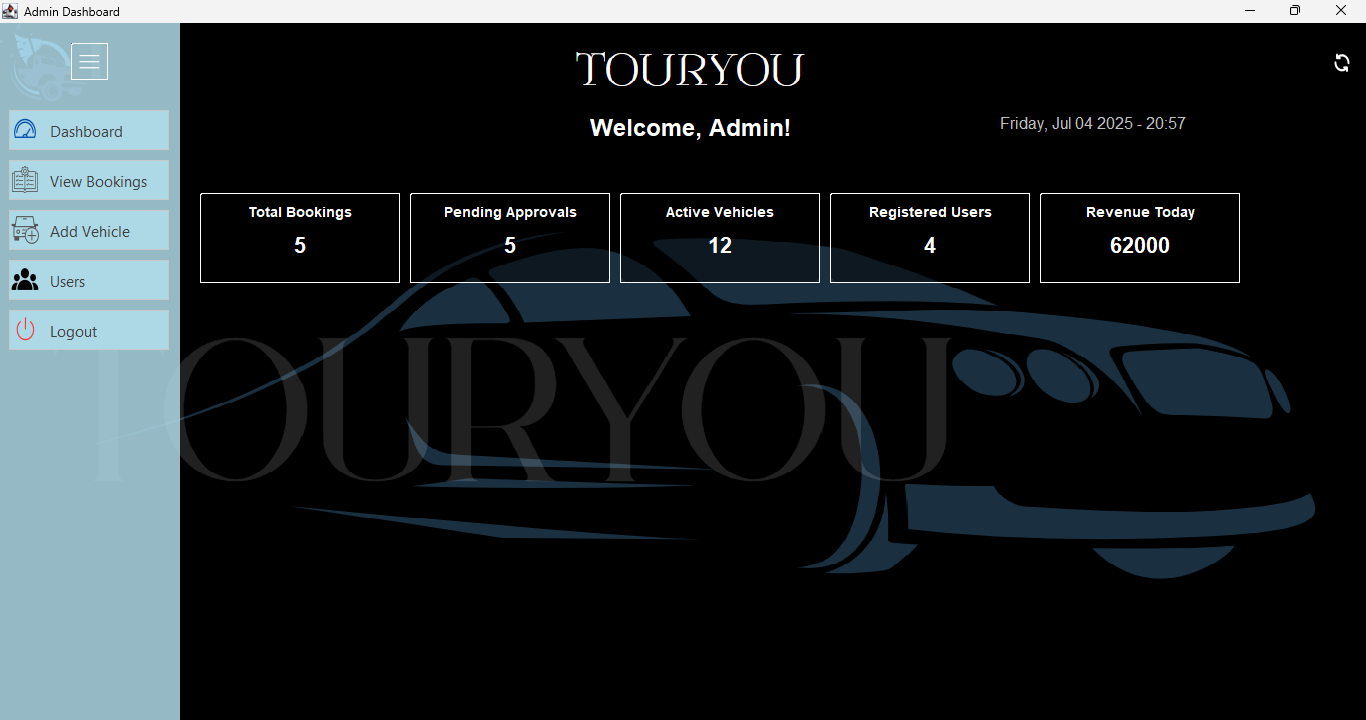 Admin Dashboard
TOURYOU
Welcome, Admin!
Friday, Jul 04 2025 - 20:57
Dashboard
View Bookings
Add Vehicle
Users
Logout
Total Bookings
5
Pending Approvals
5
Active Vehicles
12
Registered Users
4
Revenue Today
62000
TOURYOU